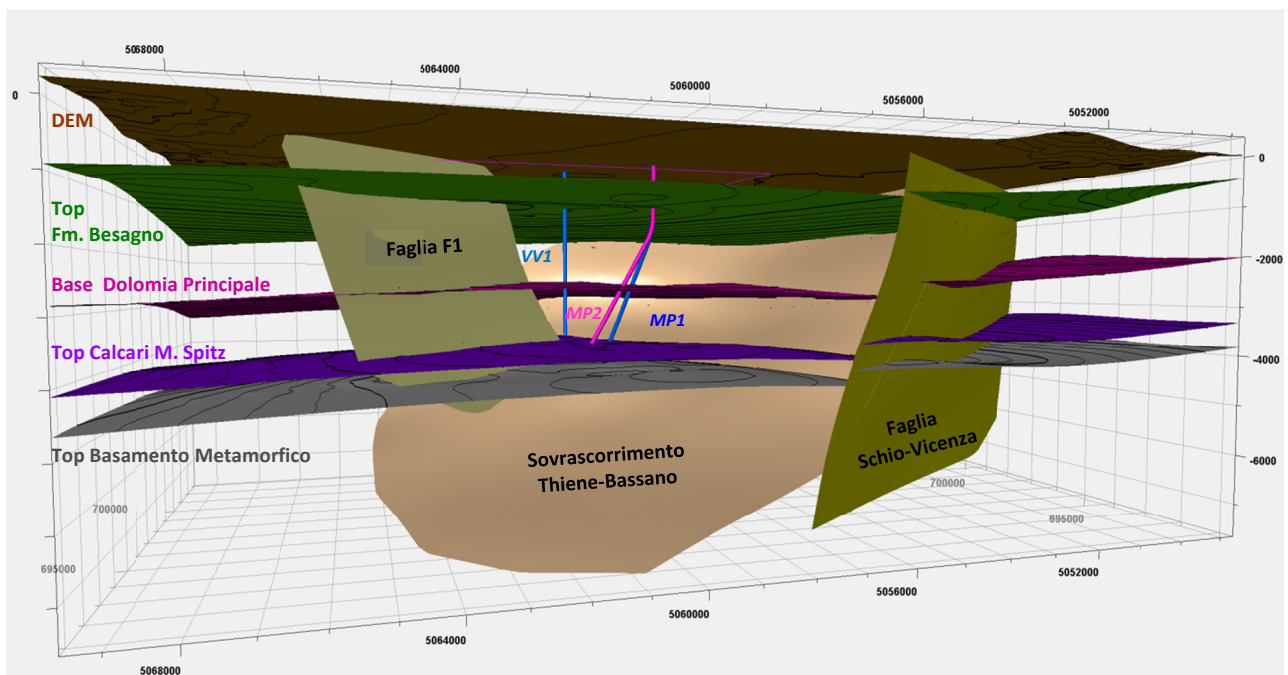 5068000
5064000
5060000
5056000
5052000
0
DEM
0
Top
Fm. Besagno
Faglia F1
VV1
-2000
Base Dolomia Principale
MP2
MP1
Top Calcari M. Spitz
-4000
Faglia
Schio-Vicenza
Top Basamento Metamorfico
Sovrascorrimento
Thiene-Bassano
-6000
700000
700000
695000
695000
5052000
5056000
5060000
5064000
5068000